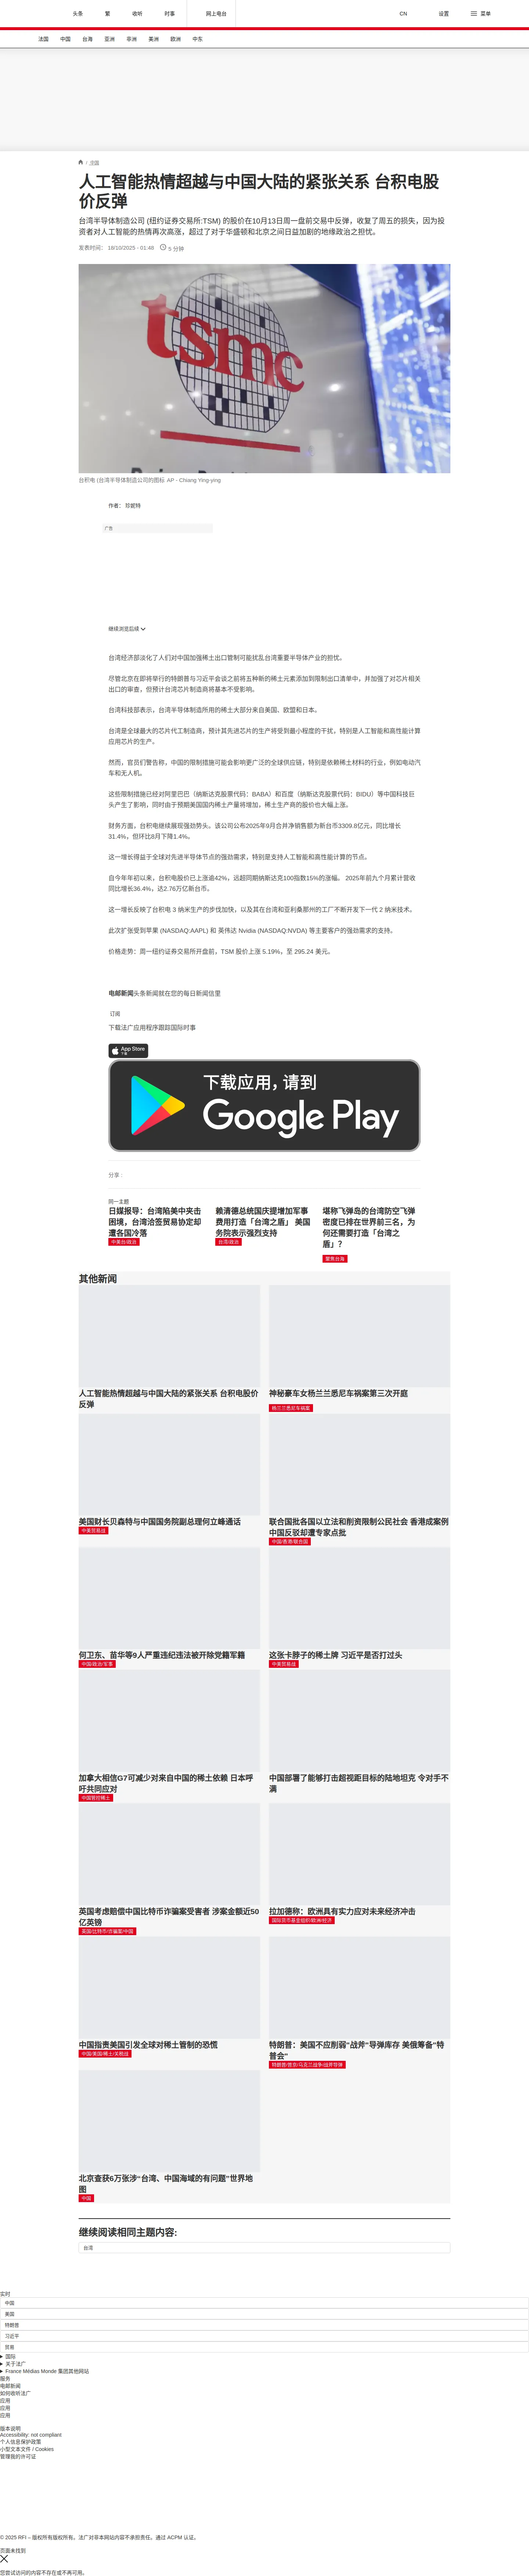 头条
繁
收听
时事
网上电台
CN
设置
菜单
法国
中国
台海
亚洲
非洲
美洲
欧洲
中东
/ 中国
人工智能热情超越与中国大陆的紧张关系 台积电股
价反弹
台湾半导体制造公司 (纽约证券交易所:TSM) 的股价在10月13日周一盘前交易中反弹，收复了周五的损失，因为投
资者对人工智能的热情再次高涨，超过了对于华盛顿和北京之间日益加剧的地缘政治之担忧。
发表时间： 18/10/2025 - 01:48
5 分钟
tsmc
台积电 (台湾半导体制造公司的图标 AP - Chiang Ying-ying
作者： 珍妮特
广告
继续浏览后续
台湾经济部淡化了人们对中国加强稀土出口管制可能扰乱台湾重要半导体产业的担忧。
尽管北京在即将举行的特朗普与习近平会谈之前将五种新的稀土元素添加到限制出口清单中，并加强了对芯片相关
出口的审查，但预计台湾芯片制造商将基本不受影响。
台湾科技部表示，台湾半导体制造所用的稀土大部分来自美国、欧盟和日本。
台湾是全球最大的芯片代工制造商，预计其先进芯片的生产将受到最小程度的干扰，特别是人工智能和高性能计算
应用芯片的生产。
然而，官员们警告称，中国的限制措施可能会影响更广泛的全球供应链，特别是依赖稀土材料的行业，例如电动汽
车和无人机。
这些限制措施已经对阿里巴巴（纳斯达克股票代码：BABA）和百度（纳斯达克股票代码：BIDU）等中国科技巨
头产生了影响，同时由于预期美国国内稀土产量将增加，稀土生产商的股价也大幅上涨。
财务方面，台积电继续展现强劲势头。该公司公布2025年9月合并净销售额为新台币3309.8亿元，同比增长
31.4%，但环比8月下降1.4%。
这一增长得益于全球对先进半导体节点的强劲需求，特别是支持人工智能和高性能计算的节点。
自今年年初以来，台积电股价已上涨逾42%，远超同期纳斯达克100指数15%的涨幅。 2025年前九个月累计营收
同比增长36.4%，达2.76万亿新台币。
这一增长反映了台积电 3 纳米生产的步伐加快，以及其在台湾和亚利桑那州的工厂不断开发下一代 2 纳米技术。
此次扩张受到苹果 (NASDAQ:AAPL) 和 英伟达 Nvidia (NASDAQ:NVDA) 等主要客户的强劲需求的支持。
价格走势：周一纽约证券交易所开盘前，TSM 股价上涨 5.19%，至 295.24 美元。
电邮新闻头条新闻就在您的每日新闻信里
订阅
下载法广应用程序跟踪国际时事
App Store
下载
下载应用，请到
Google Play
分享 :
同一主题
日媒报导：台湾陷美中夹击
困境，台湾洽签贸易协定却
遭各国冷落
中美台/政治
赖清德总统国庆提增加军事
费用打造「台湾之盾」 美国
务院表示强烈支持
台湾/政治
堪称飞弹岛的台湾防空飞弹
密度已排在世界前三名，为
何还需要打造「台湾之
盾」？
聚焦台海
其他新闻
人工智能热情超越与中国大陆的紧张关系 台积电股价
反弹
神秘豪车女杨兰兰悉尼车祸案第三次开庭
杨兰兰悉尼车祸案
美国财长贝森特与中国国务院副总理何立峰通话
中美贸易战
联合国批各国以立法和削资限制公民社会 香港成案例
中国反驳却遭专家点批
中国/香港/联合国
何卫东、苗华等9人严重违纪违法被开除党籍军籍
中国/政治/军事
这张卡脖子的稀土牌 习近平是否打过头
中美贸易战
加拿大相信G7可减少对来自中国的稀土依赖 日本呼
吁共同应对
中国管控稀土
中国部署了能够打击超视距目标的陆地坦克 令对手不
满
英国考虑赔偿中国比特币诈骗案受害者 涉案金额近50
亿英镑
英国/比特币/诈骗案/中国
拉加德称：欧洲具有实力应对未来经济冲击
国际货币基金组织/欧洲/经济
中国指责美国引发全球对稀土管制的恐慌
中国/美国/稀土/关税战
特朗普：美国不应削弱"战斧"导弹库存 美俄筹备"特
普会"
特朗普/普京/乌克兰战争/战斧导弹
北京查获6万张涉"台湾、中国海域的有问题"世界地
图
中国
继续阅读相同主题内容:
台湾
实时
中国
美国
特朗普
习近平
贸易
国际
关于法广
France Médias Monde 集团其他网站
服务
电邮新闻
如何收听法广
应用
应用
应用
版本说明
Accessibility: not compliant
个人信息保护政策
小型文本文件 / Cookies
管理我的许可证
© 2025 RFI – 版权所有版权所有。法广对非本网站内容不承担责任。通过 ACPM 认证。
页面未找到
您尝试访问的内容不存在或不再可用。